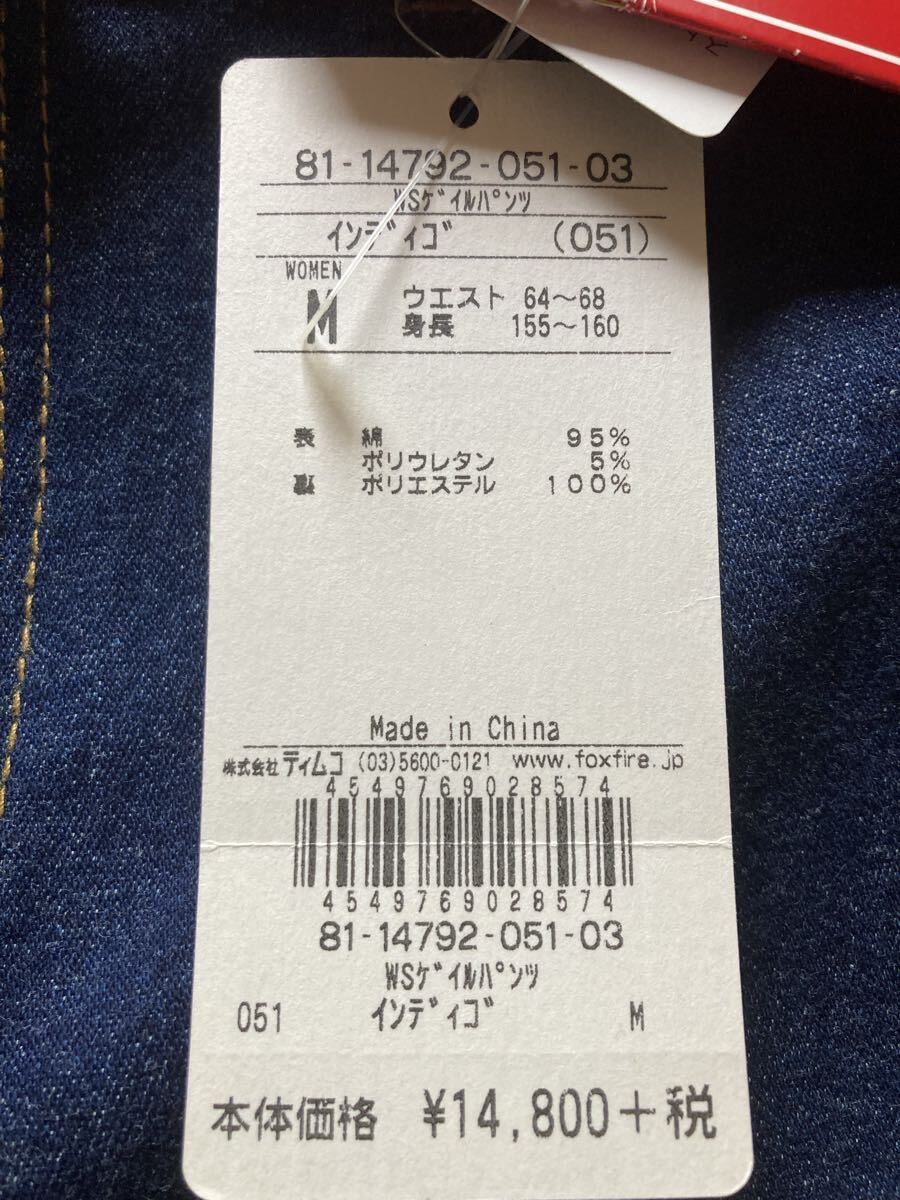 81-14792-051-03
WSｹﾞｲﾙﾊﾟﾝﾂ
ｲﾝﾃﾞｨｺﾞ (051)
WOMEN
M ウエスト 64～68
身長 155～160
表 綿 95%
ポリウレタン 5%
裏 ポリエステル 100%
Made in China
株式会社 ティムコ (03)5600-0121 www.foxfire.jp
4549769028574
4549769028574
81-14792-051-03
WSｹﾞｲﾙﾊﾟﾝﾂ
051 ｲﾝﾃﾞｨｺﾞ M
本体価格 ¥14,800+税